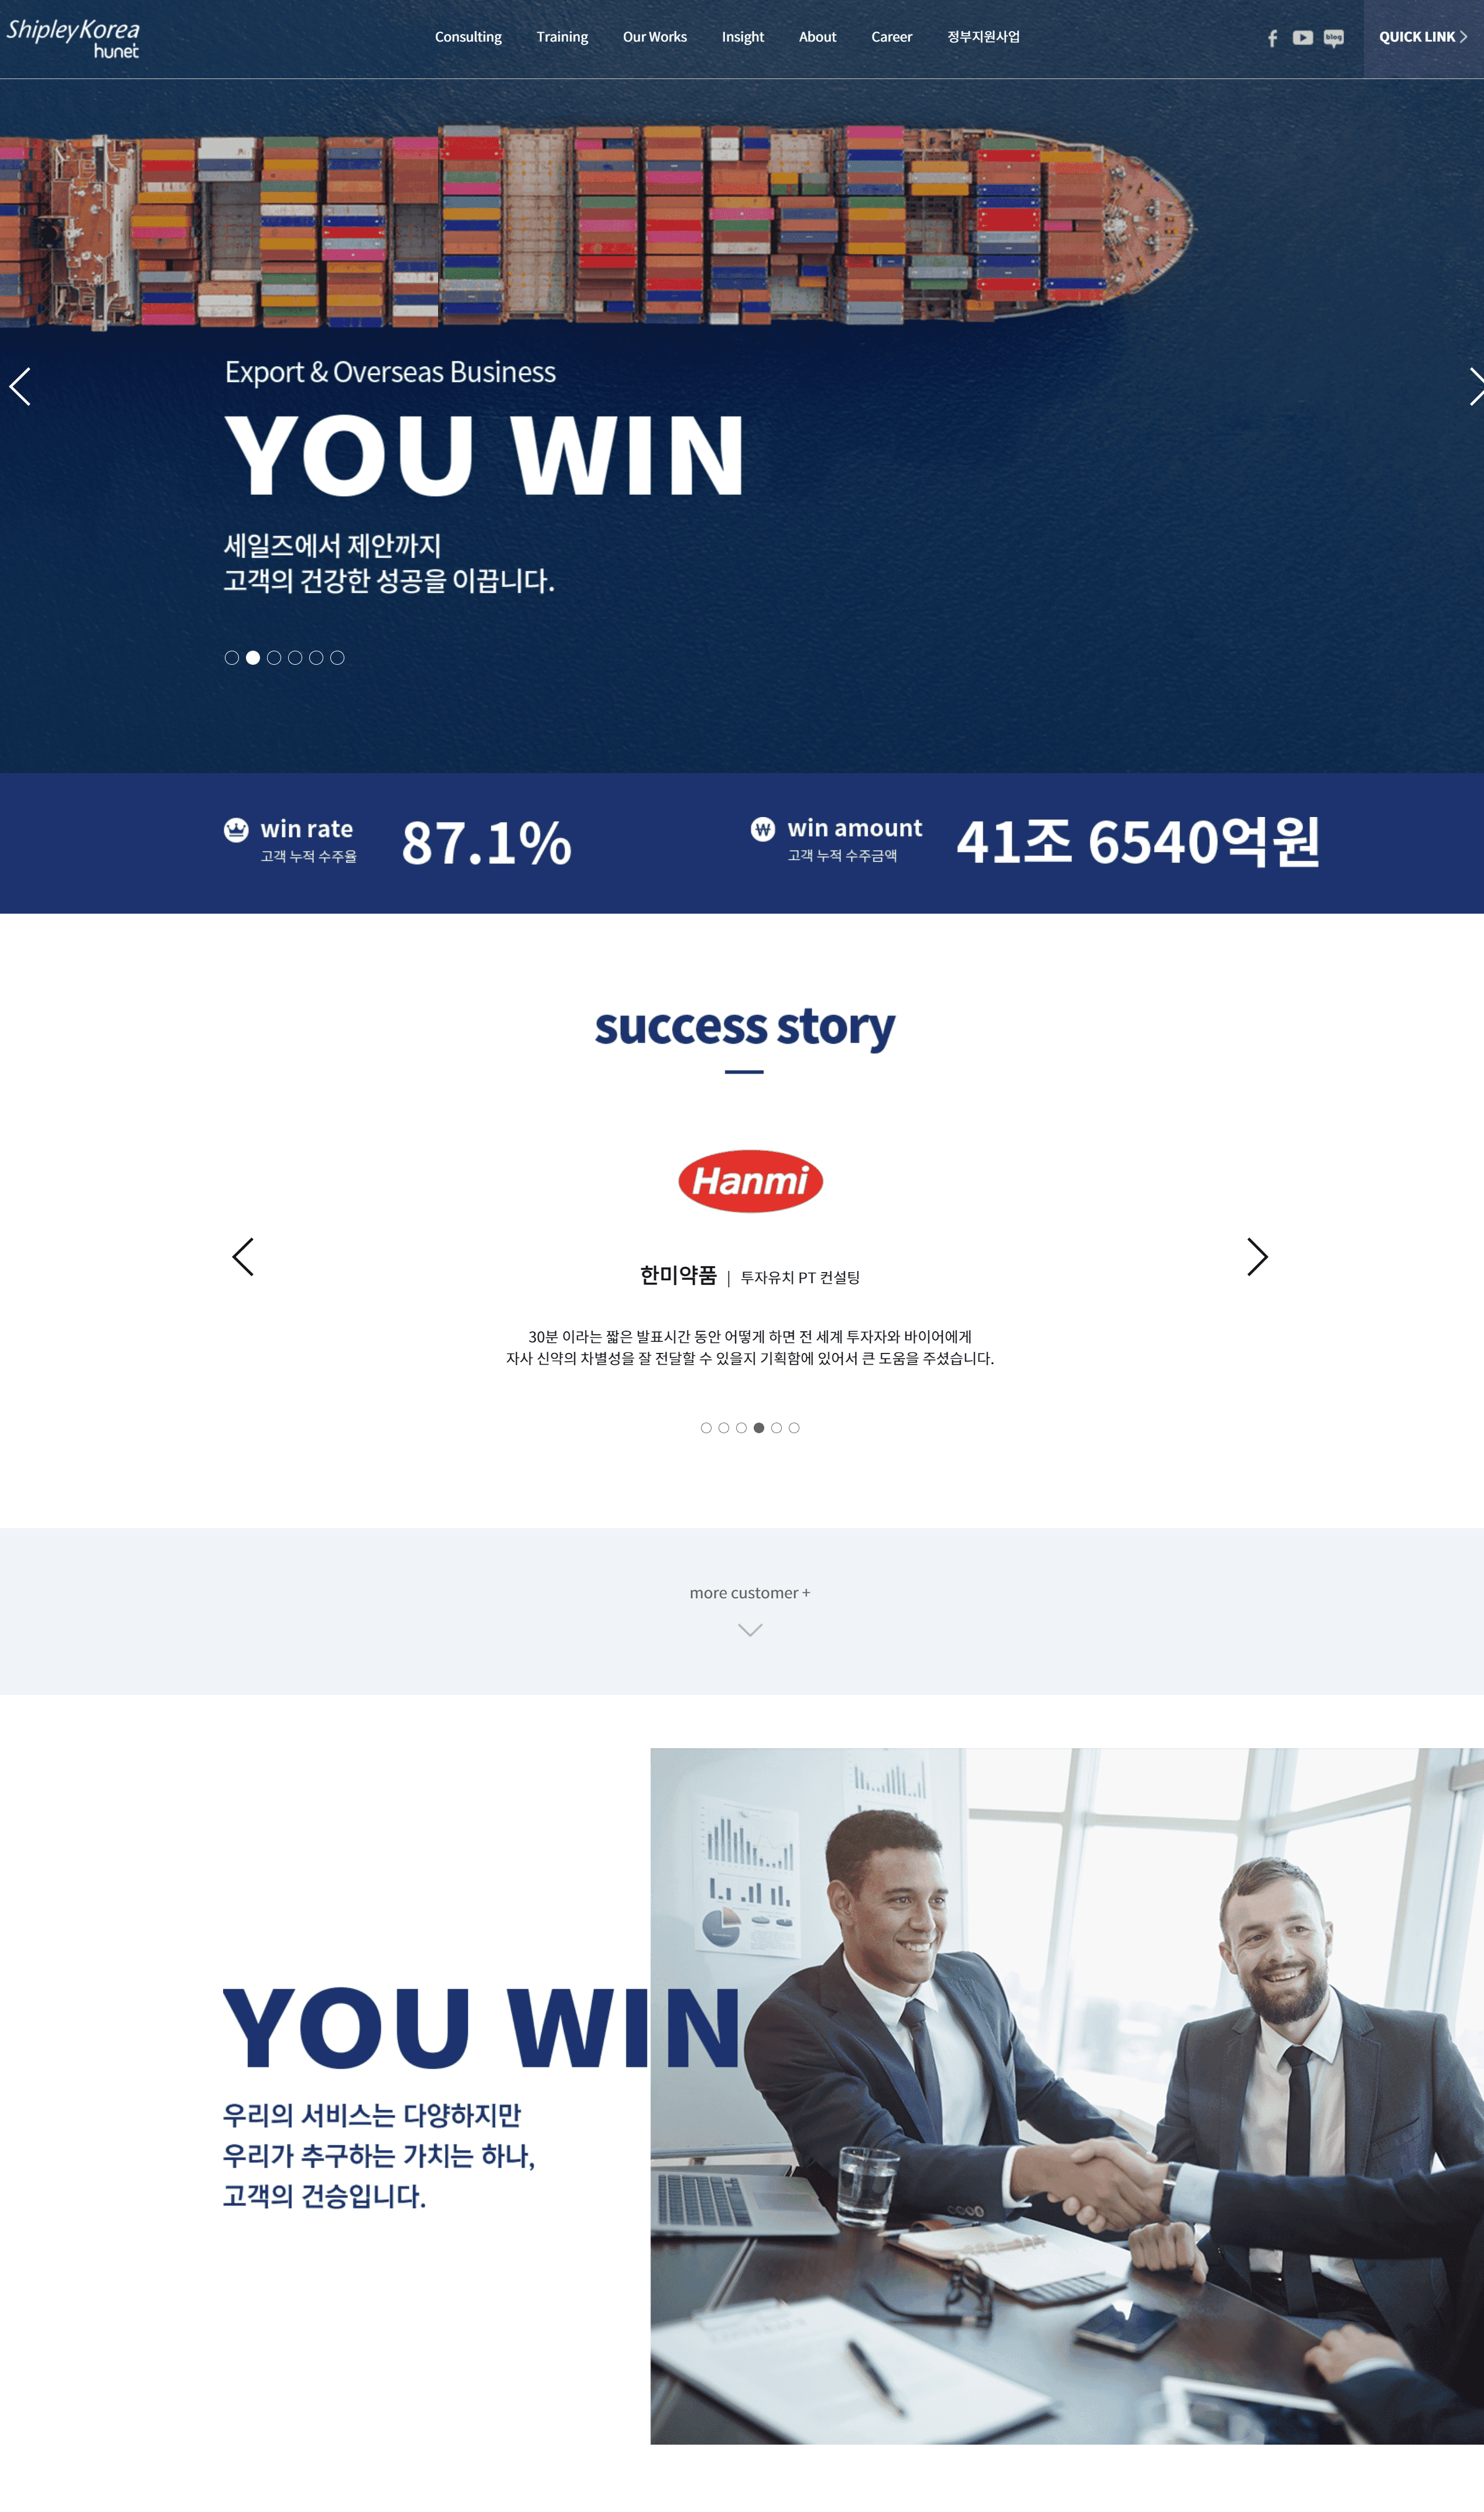 Shipley Korea
hunet
Consulting Training Our Works Insight About Career 정부지원사업
f blog QUICK LINK
Export & Overseas Business
YOU WIN
세일즈에서 제안까지
고객의 건강한 성공을 이끕니다.
win rate
고객 누적 수주율
87.1%
win amount
고객 누적 수주금액
41조 6540억원
success story
Hanmi
한미약품 | 투자유치 PT 컨설팅
30분 이라는 짧은 발표시간 동안 어떻게 하면 전 세계 투자자와 바이어에게
자사 신약의 차별성을 잘 전달할 수 있을지 기획함에 있어서 큰 도움을 주셨습니다.
more customer +
YOU WIN
우리의 서비스는 다양하지만
우리가 추구하는 가치는 하나,
고객의 건승입니다.